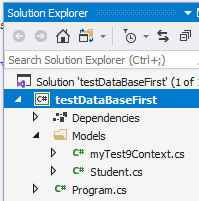 Solution Explorer
Search Solution Explorer (Ctrl+;)
Solution 'testDataBaseFirst' (1 of 1
C# testDataBaseFirst
Dependencies
Models
C# myTest9Context.cs
C# Student.cs
C# Program.cs